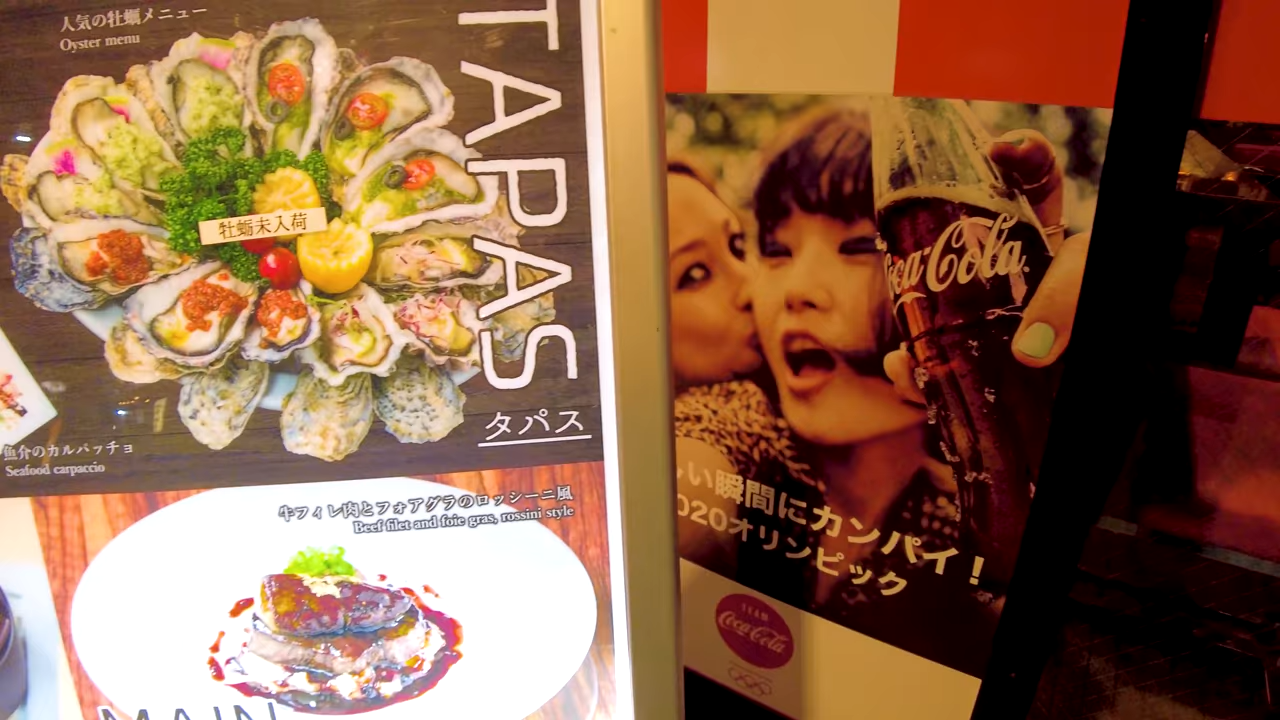 人気の牡蠣メニュー
Oyster menu
TAPAS
タパス
牡蛎未入荷
魚介のカルパッチョ
Seafood carpaccio
牛フィレ肉とフォアグラのロッシーニ風
Beef filet and foie gras, rossini style
MAIN
Coca-Cola
い瞬間にカンパイ！
2020オリンピック
TEAM
Coca-Cola